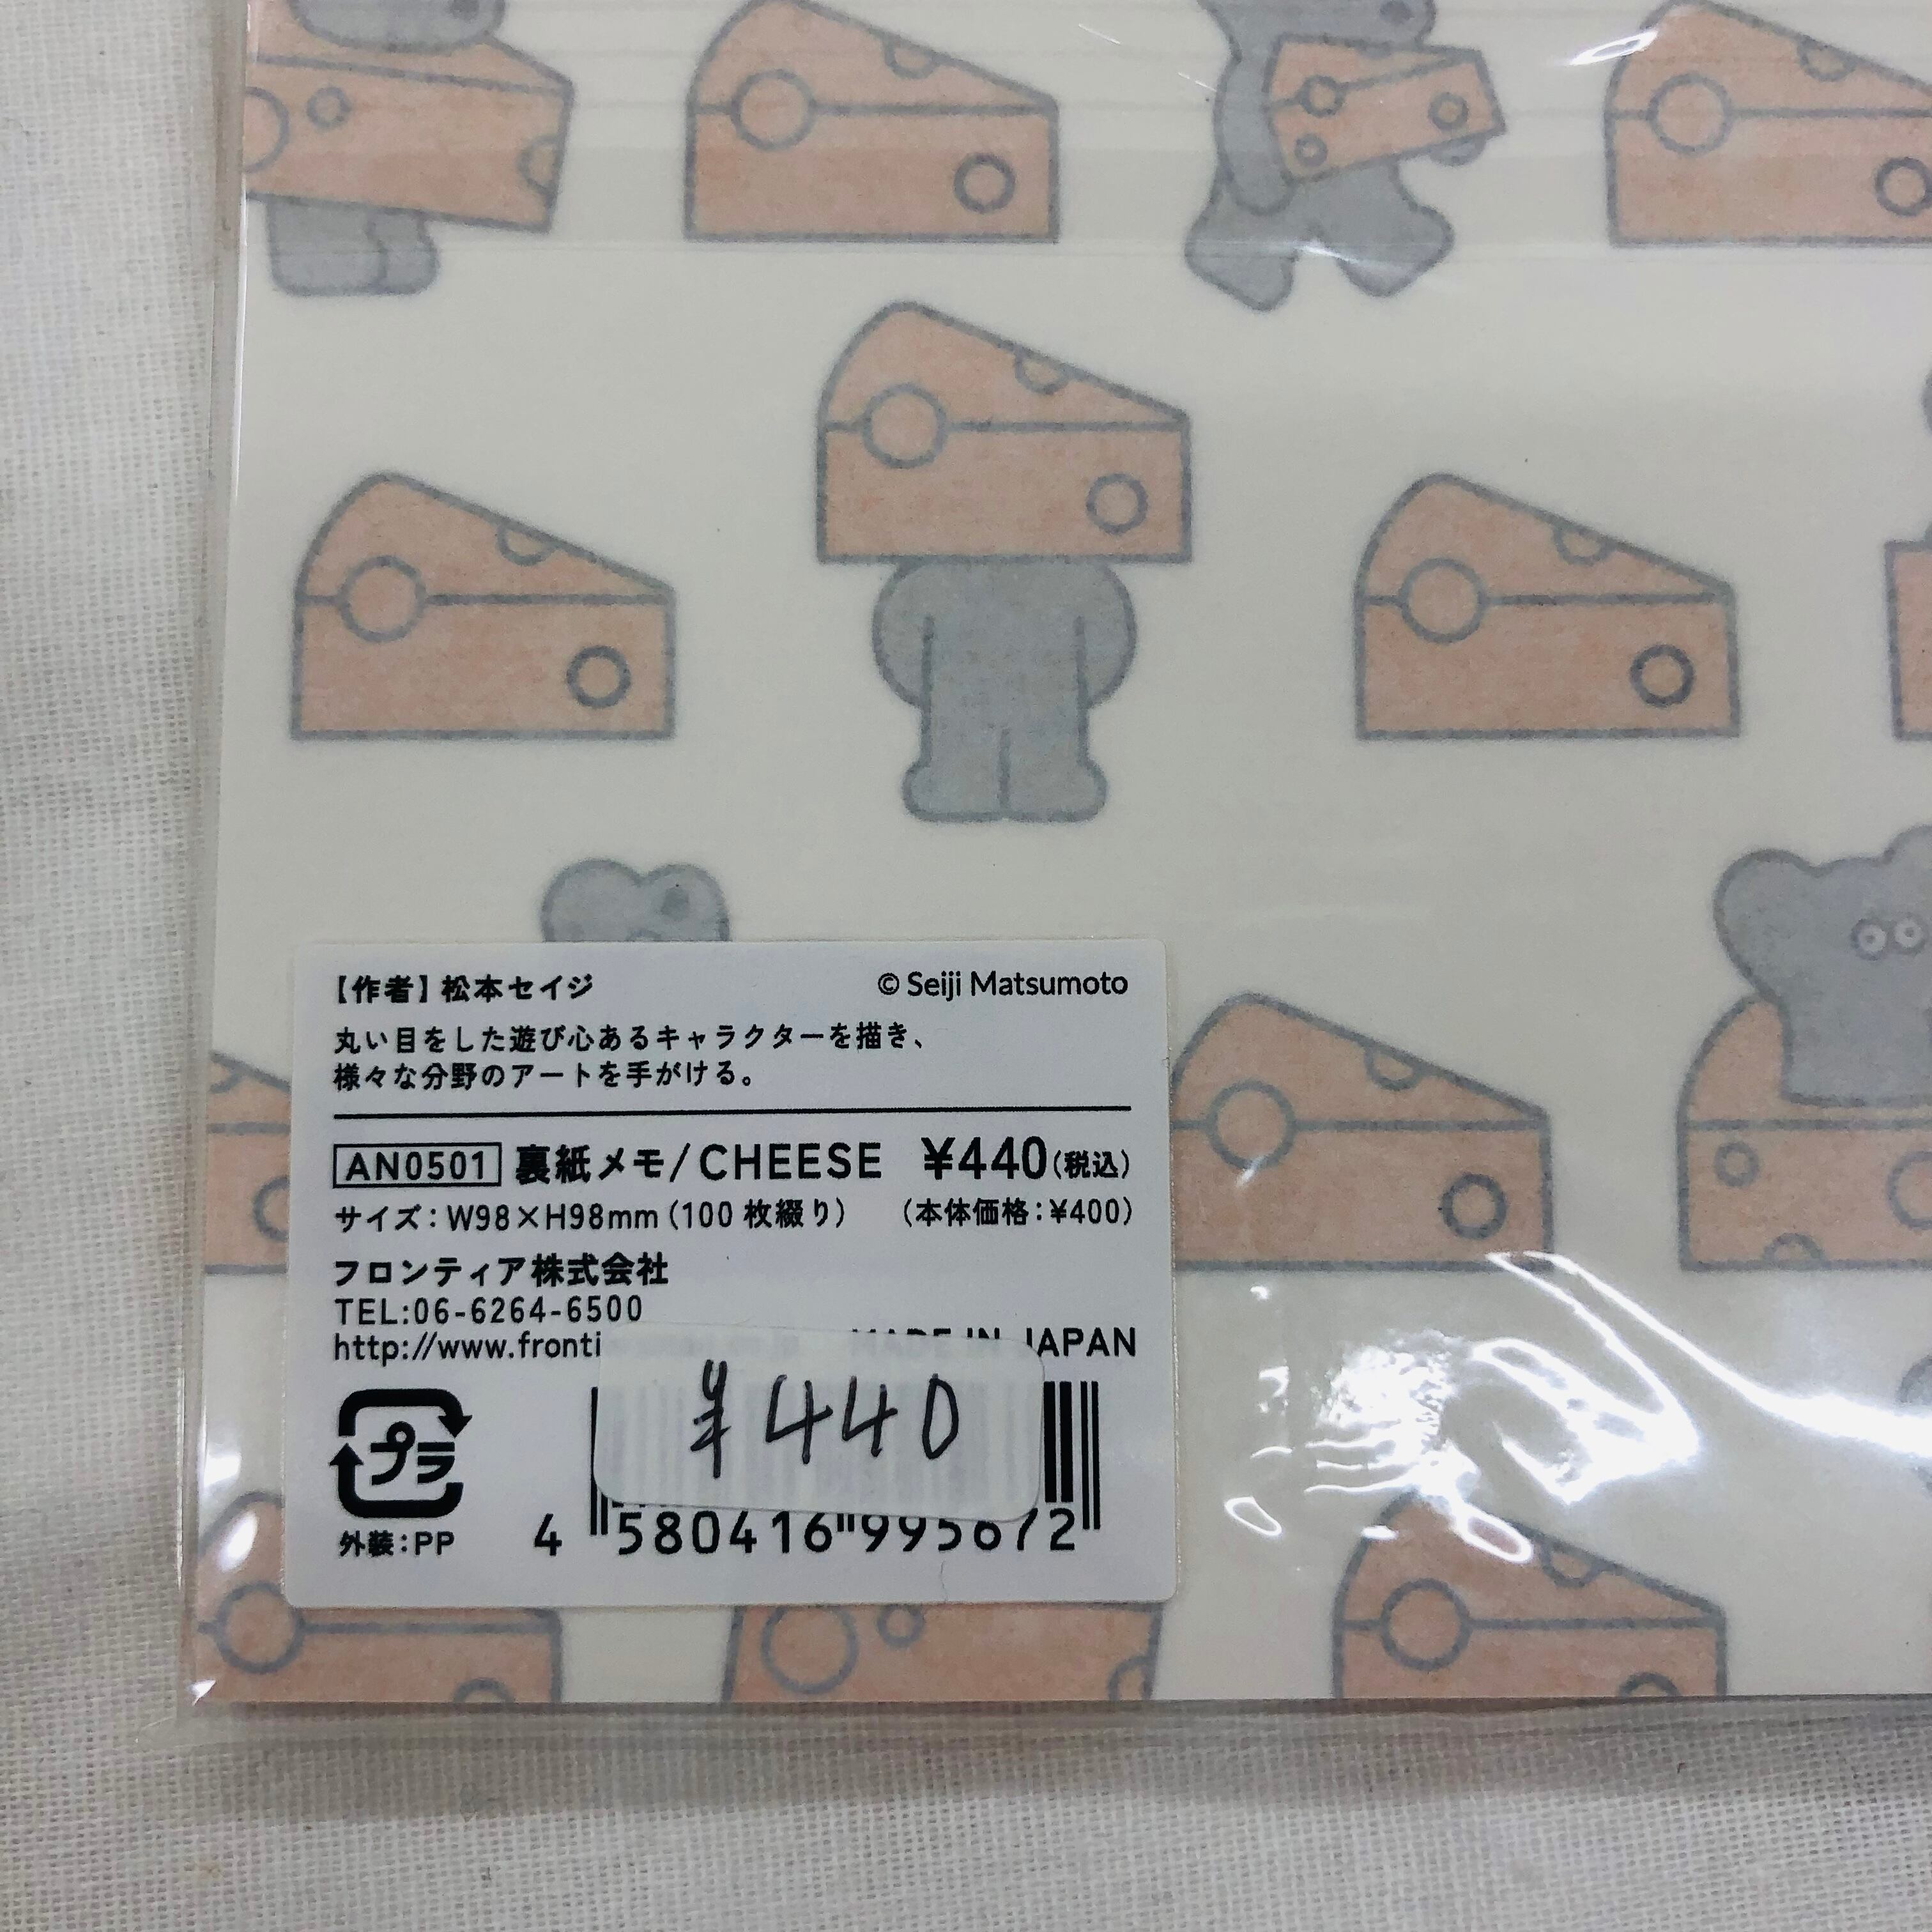 【作者】松本セイジ © Seiji Matsumoto
丸い目をした遊び心あるキャラクターを描き、
様々な分野のアートを手がける。
AN0501 裏紙メモ/CHEESE ¥440(税込)
サイズ：W98×H98mm（100 枚綴り） （本体価格：¥400）
フロンティア株式会社
TEL:06-6264-6500
http://www.fronti MADE IN JAPAN
¥440
プラ
外装：PP 4 580416 995672